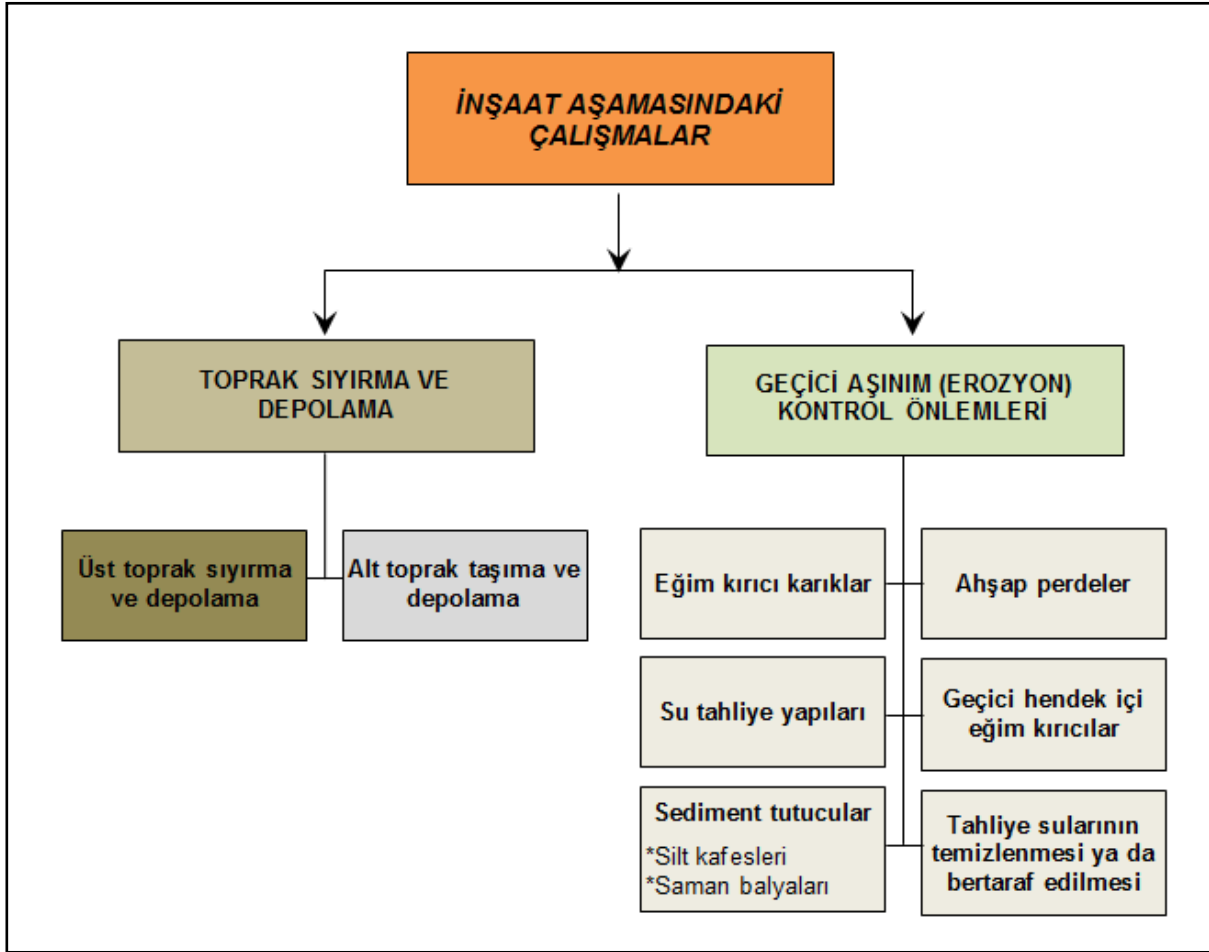 İNŞAAT AŞAMASINDAKİ
ÇALIŞMALAR
TOPRAK SIYIRMA VE
DEPOLAMA
GEÇİCİ AŞINIM (EROZYON)
KONTROL ÖNLEMLERİ
Üst toprak sıyırma
ve depolama
Alt toprak taşıma ve
depolama
Eğim kırıcı karıklar
Ahşap perdeler
Su tahliye yapıları
Geçici hendek içi
eğim kırıcılar
Sediment tutucular
*Silt kafesleri
*Saman balyaları
Tahliye sularının
temizlenmesi ya da
bertaraf edilmesi